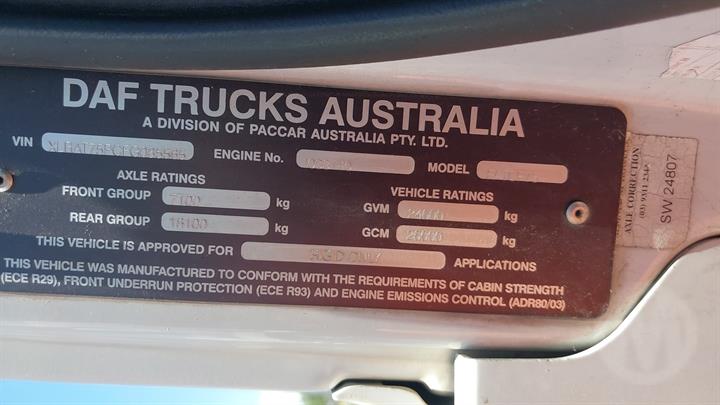 DAF TRUCKS AUSTRALIA
A DIVISION OF PACCAR AUSTRALIA PTY. LTD.
VIN ENGINE NO. MODEL
AXLE RATINGS VEHICLE RATINGS
FRONT GROUP 7100 kg GVM 24000 kg
REAR GROUP 18100 kg GCM kg
THIS VEHICLE IS APPROVED FOR APPLICATIONS
THIS VEHICLE WAS MANUFACTURED TO CONFORM WITH THE REQUIREMENTS OF CABIN STRENGTH
(ECE R29), FRONT UNDERRUN PROTECTION (ECE R93) AND ENGINE EMISSIONS CONTROL (ADR80/03)
AXLE CORRECTION
SW 24807